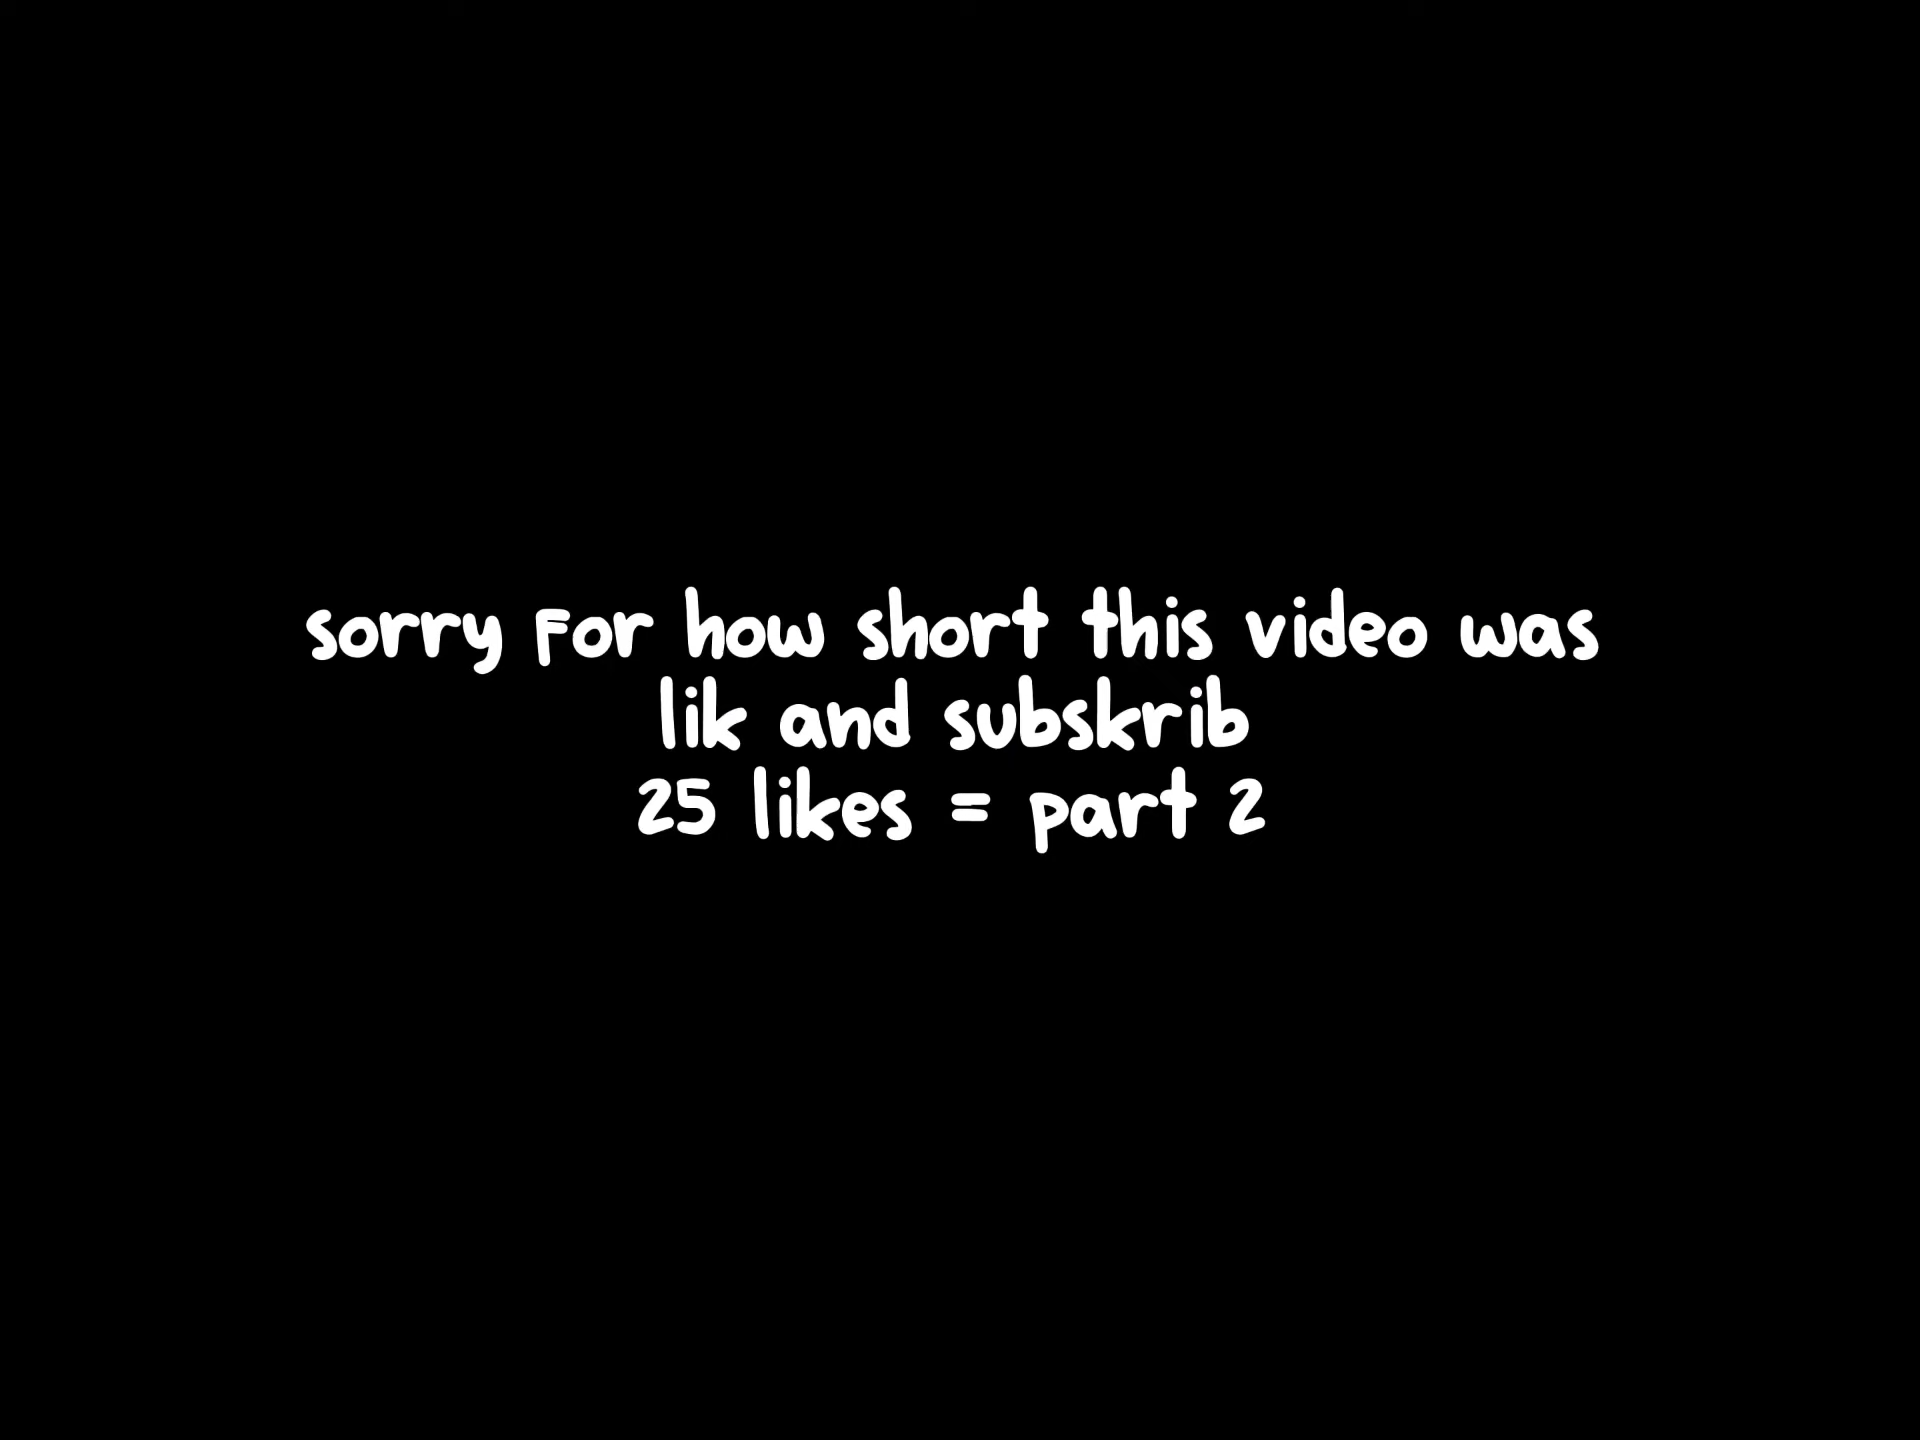 sorry for how short this video was
lik and subskrib
25 likes = part 2